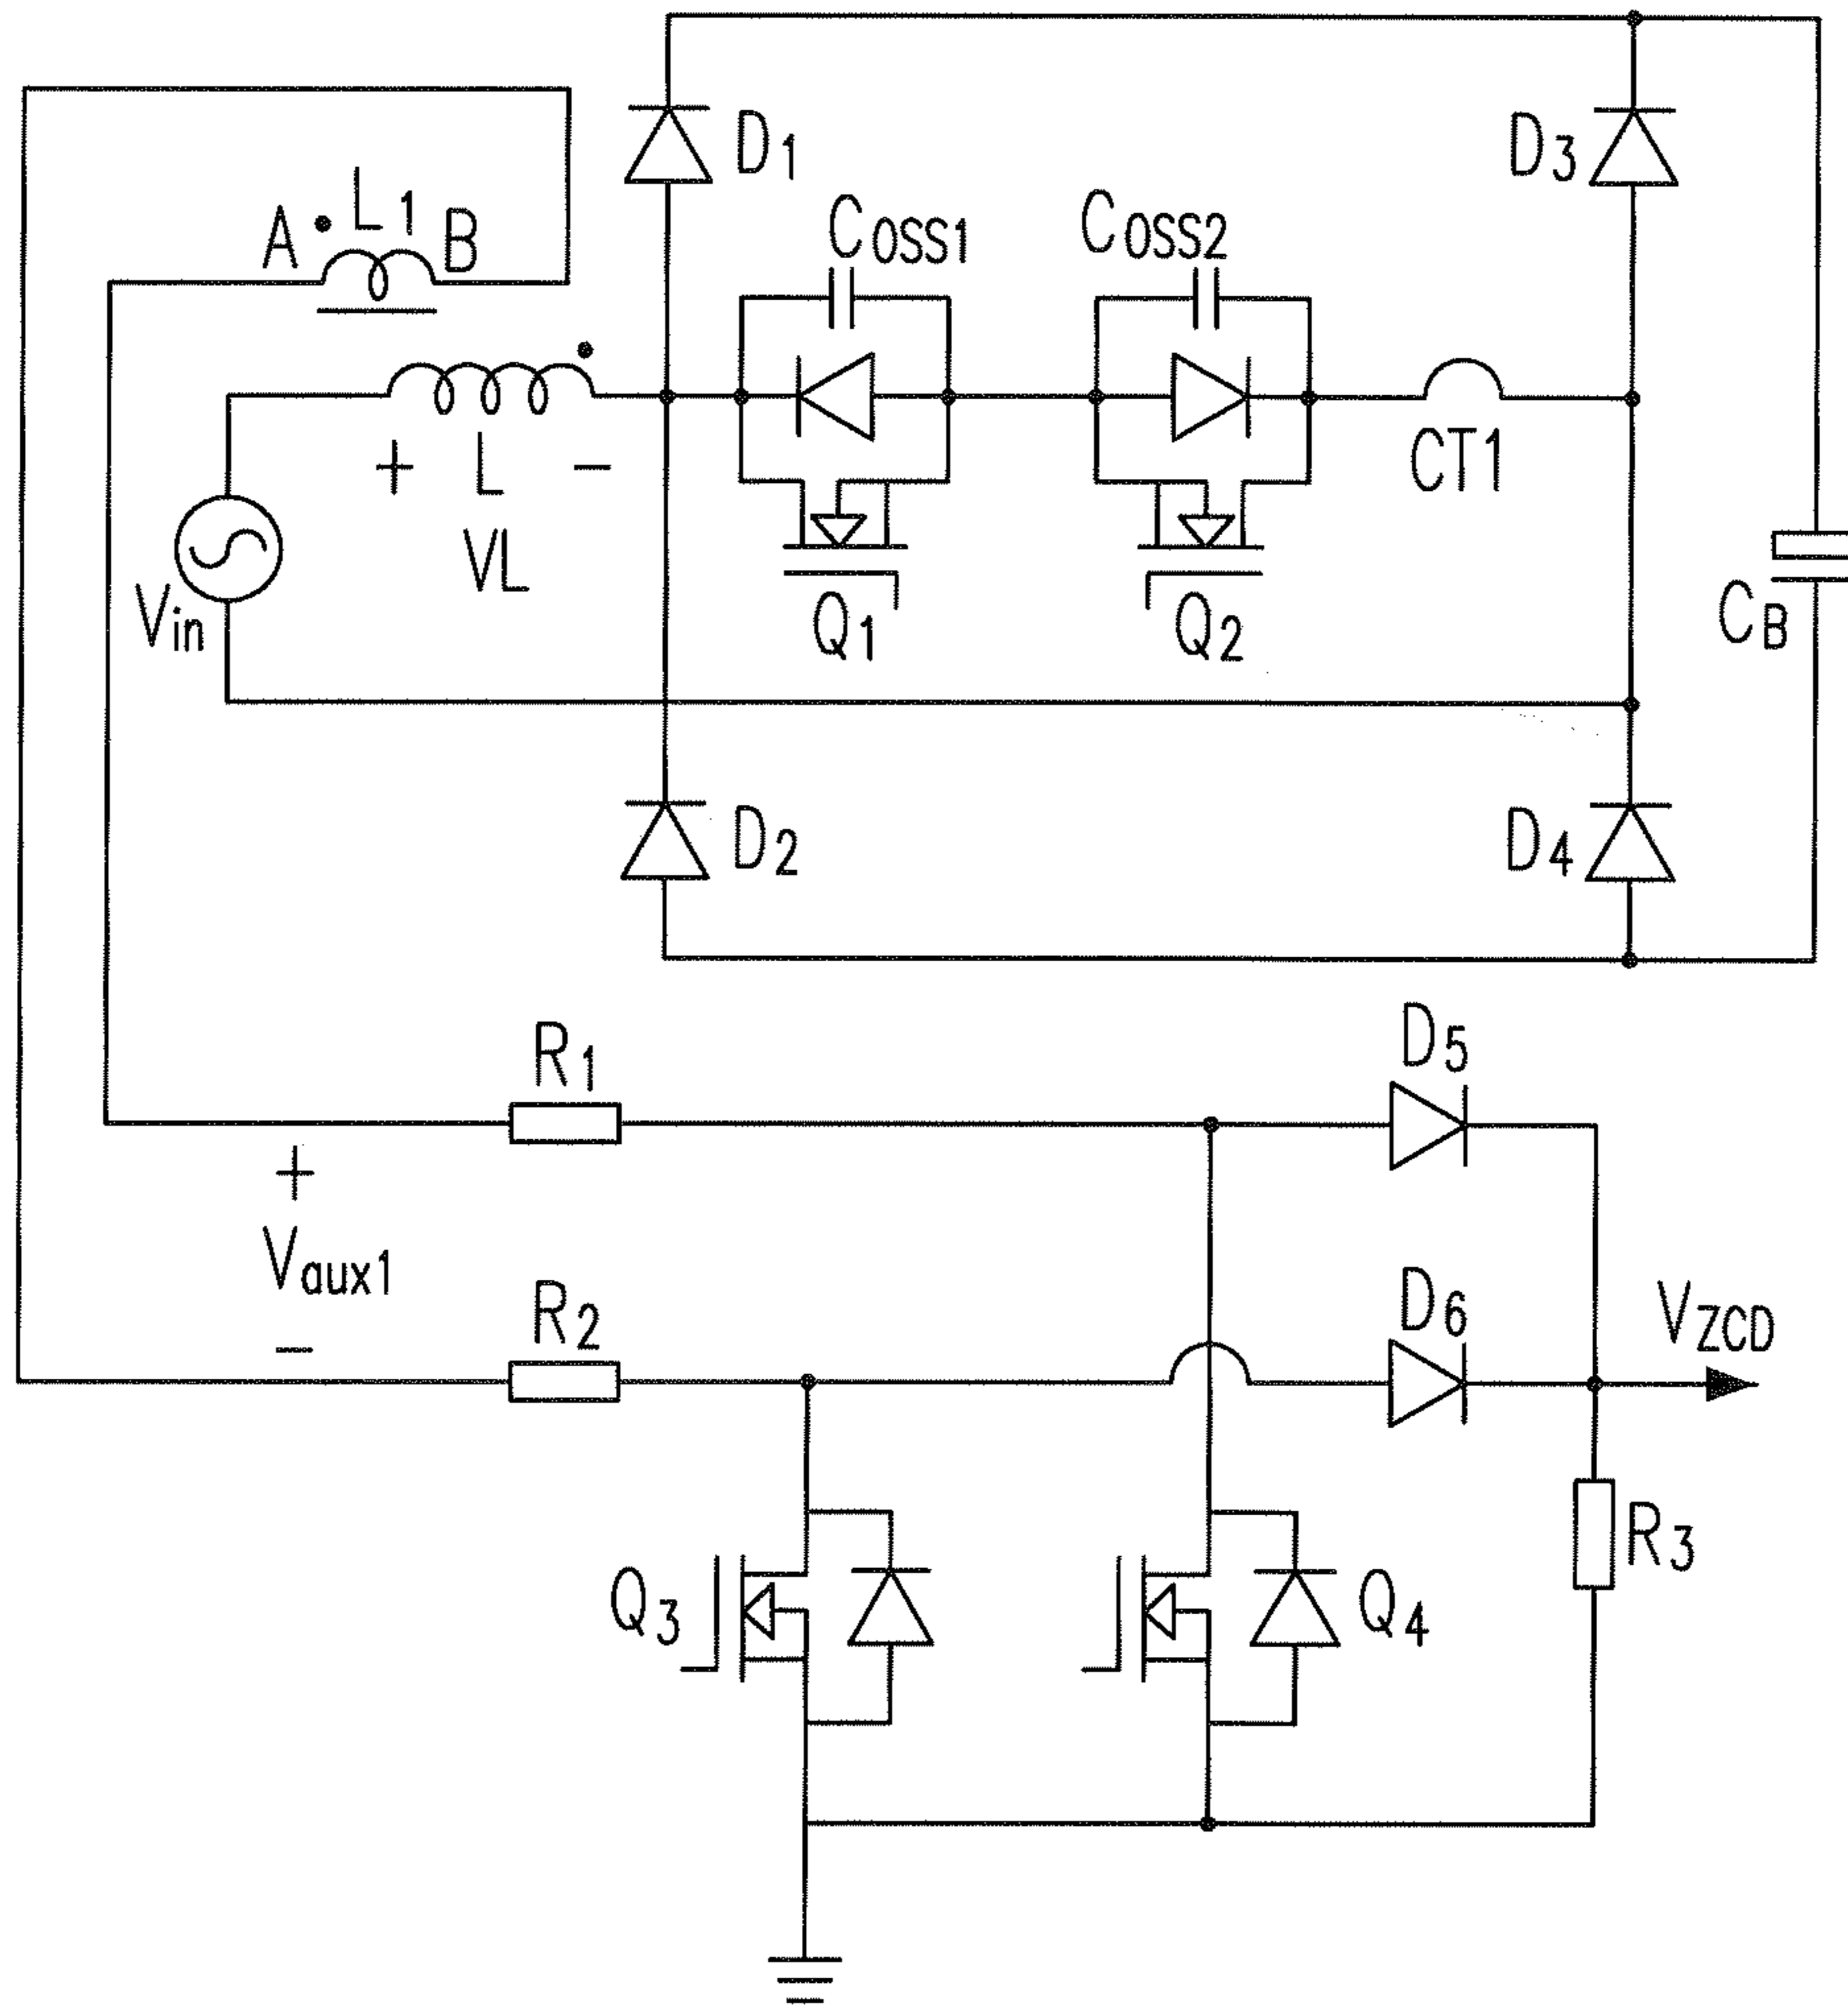 D1
D3
A L1 B
COSS1
COSS2
+ L −
VL
CT1
Vin
Q1
Q2
CB
D2
D4
R1
D5
+
Vaux1
−
R2
D6
VZCD
Q3
Q4
R3